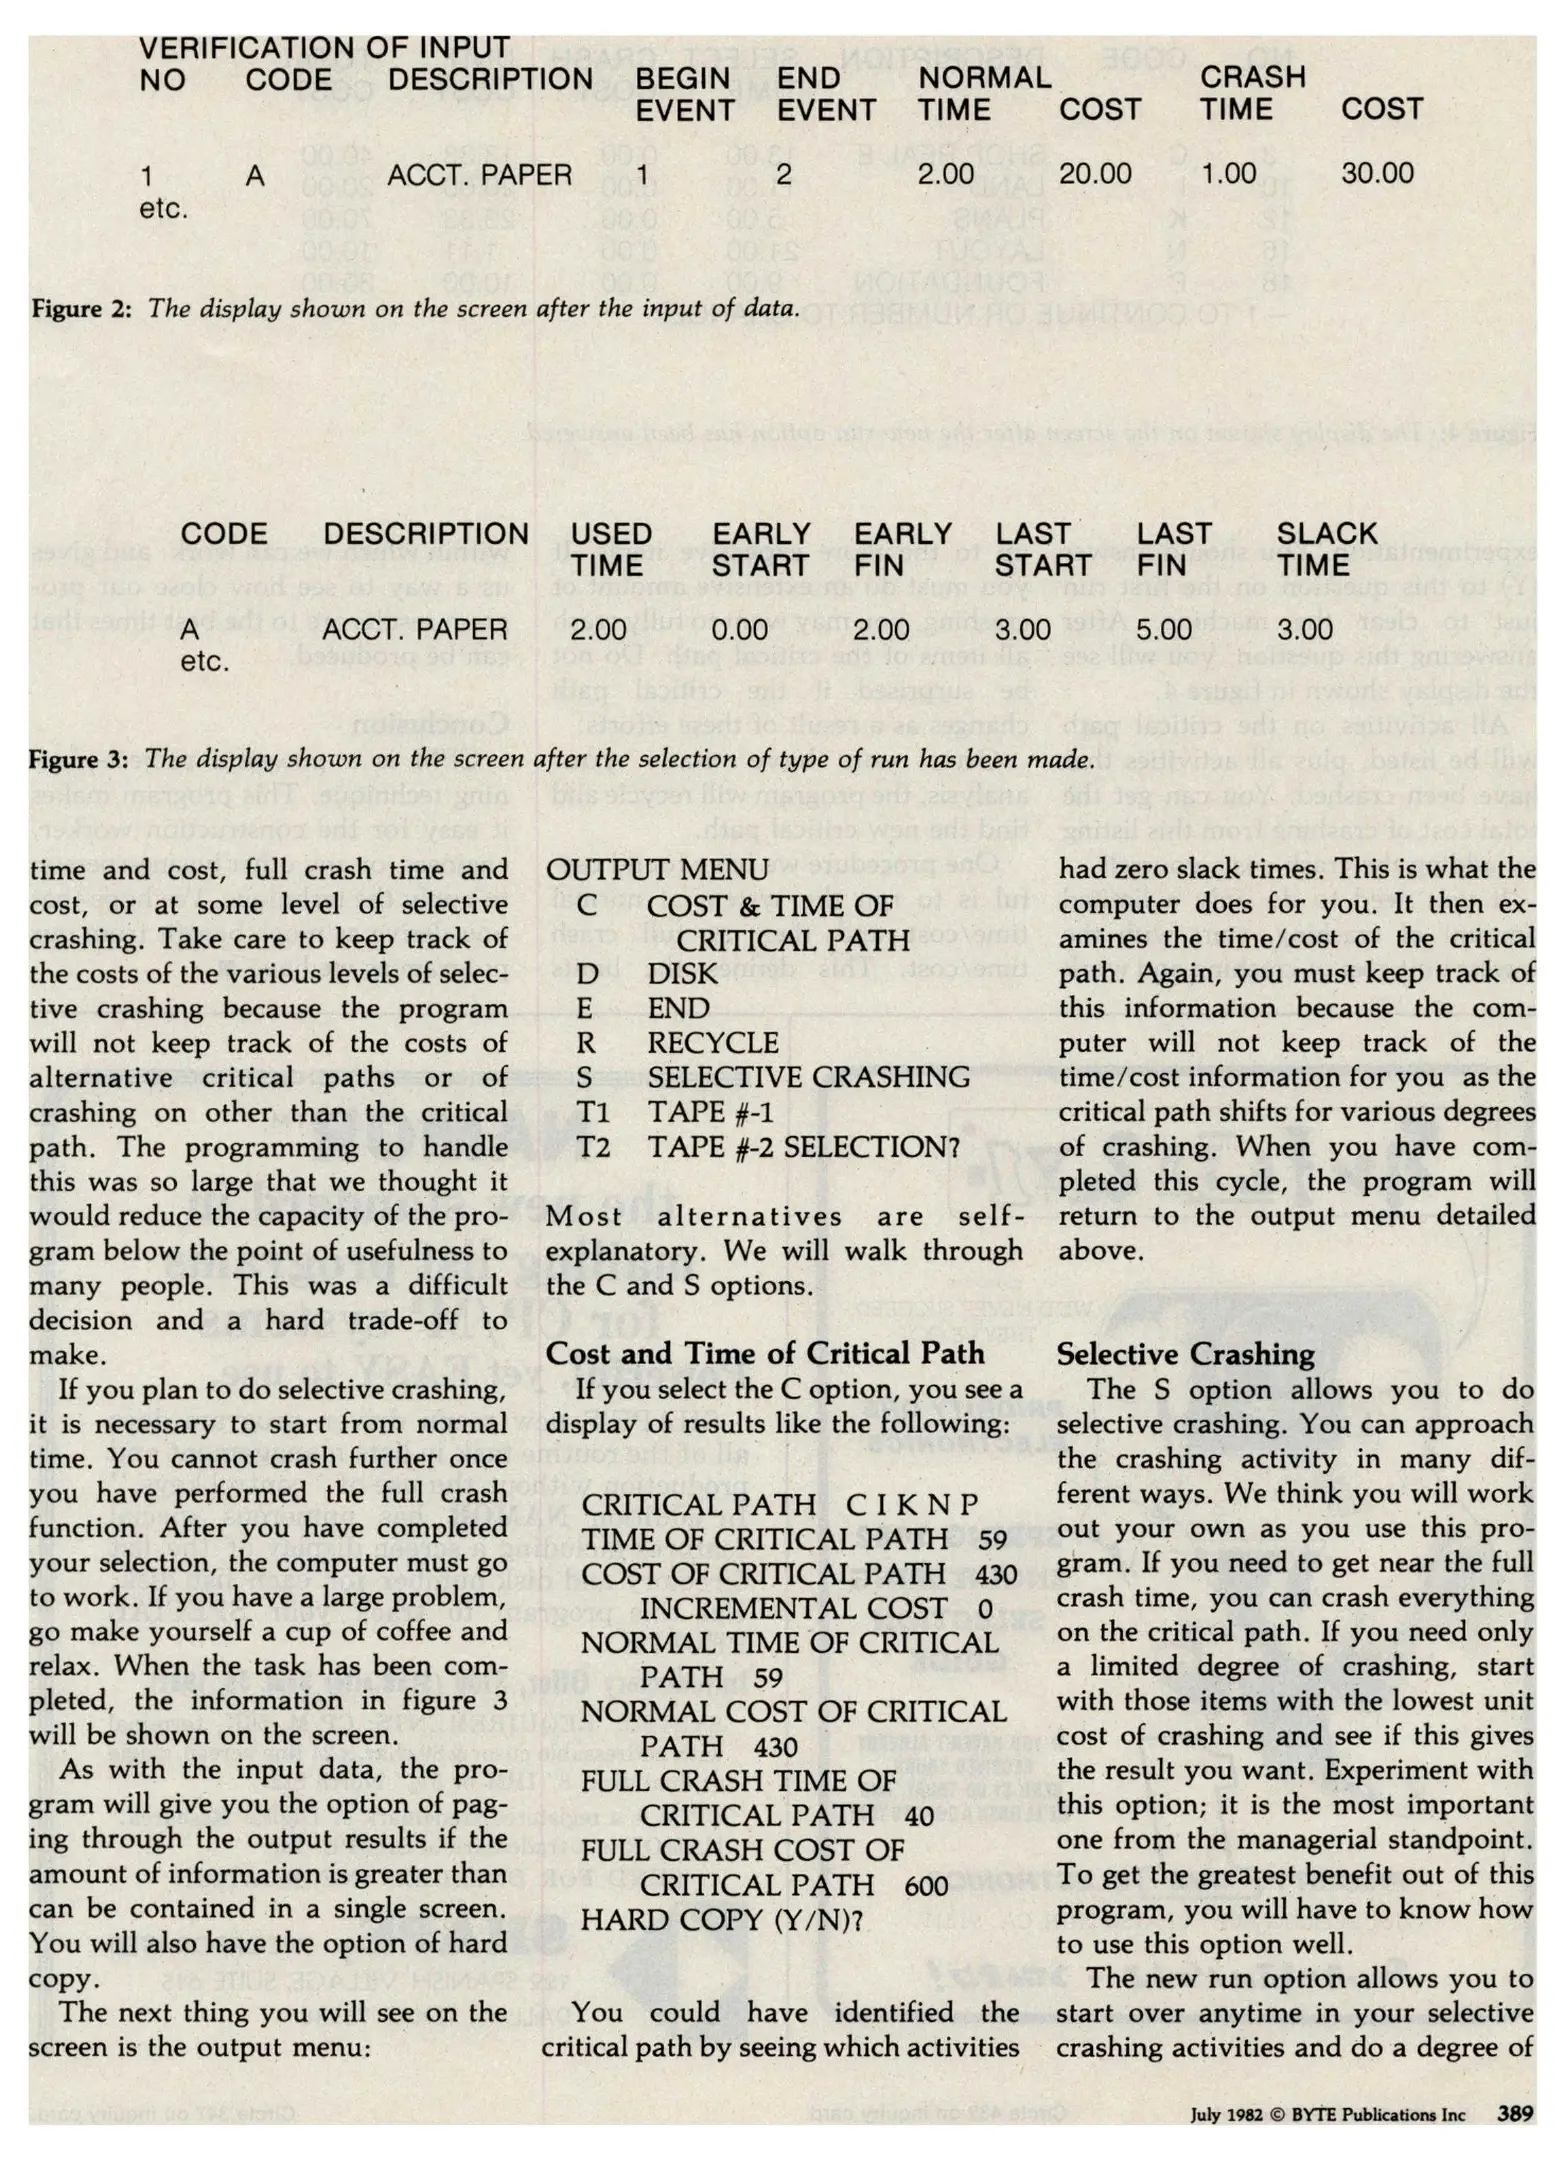 VERIFICATION OF INPUT
NO CODE DESCRIPTION BEGIN END NORMAL CRASH
EVENT EVENT TIME COST TIME COST
1 A ACCT. PAPER 1 2 2.00 20.00 1.00 30.00
etc.
Figure 2: The display shown on the screen after the input of data.
CODE DESCRIPTION USED EARLY EARLY LAST LAST SLACK
TIME START FIN START FIN TIME
A ACCT. PAPER 2.00 0.00 2.00 3.00 5.00 3.00
etc.
Figure 3: The display shown on the screen after the selection of type of run has been made.
time and cost, full crash time and
cost, or at some level of selective
crashing. Take care to keep track of
the costs of the various levels of selec-
tive crashing because the program
will not keep track of the costs of
alternative critical paths or of
crashing on other than the critical
path. The programming to handle
this was so large that we thought it
would reduce the capacity of the pro-
gram below the point of usefulness to
many people. This was a difficult
decision and a hard trade-off to
make.
If you plan to do selective crashing,
it is necessary to start from normal
time. You cannot crash further once
you have performed the full crash
function. After you have completed
your selection, the computer must go
to work. If you have a large problem,
go make yourself a cup of coffee and
relax. When the task has been com-
pleted, the information in figure 3
will be shown on the screen.
As with the input data, the pro-
gram will give you the option of pag-
ing through the output results if the
amount of information is greater than
can be contained in a single screen.
You will also have the option of hard
copy.
The next thing you will see on the
screen is the output menu:
OUTPUT MENU
C COST & TIME OF
CRITICAL PATH
D DISK
E END
R RECYCLE
S SELECTIVE CRASHING
T1 TAPE #-1
T2 TAPE #-2 SELECTION?
Most alternatives are self-
explanatory. We will walk through
the C and S options.
Cost and Time of Critical Path
If you select the C option, you see a
display of results like the following:
CRITICAL PATH C I K N P
TIME OF CRITICAL PATH 59
COST OF CRITICAL PATH 430
INCREMENTAL COST 0
NORMAL TIME OF CRITICAL
PATH 59
NORMAL COST OF CRITICAL
PATH 430
FULL CRASH TIME OF
CRITICAL PATH 40
FULL CRASH COST OF
CRITICAL PATH 600
HARD COPY (Y/N)?
You could have identified the
critical path by seeing which activities
had zero slack times. This is what the
computer does for you. It then ex-
amines the time/cost of the critical
path. Again, you must keep track of
this information because the com-
puter will not keep track of the
time/cost information for you as the
critical path shifts for various degrees
of crashing. When you have com-
pleted this cycle, the program will
return to the output menu detailed
above.
Selective Crashing
The S option allows you to do
selective crashing. You can approach
the crashing activity in many dif-
ferent ways. We think you will work
out your own as you use this pro-
gram. If you need to get near the full
crash time, you can crash everything
on the critical path. If you need only
a limited degree of crashing, start
with those items with the lowest unit
cost of crashing and see if this gives
the result you want. Experiment with
this option; it is the most important
one from the managerial standpoint.
To get the greatest benefit out of this
program, you will have to know how
to use this option well.
The new run option allows you to
start over anytime in your selective
crashing activities and do a degree of
July 1982 © BYTE Publications Inc 389